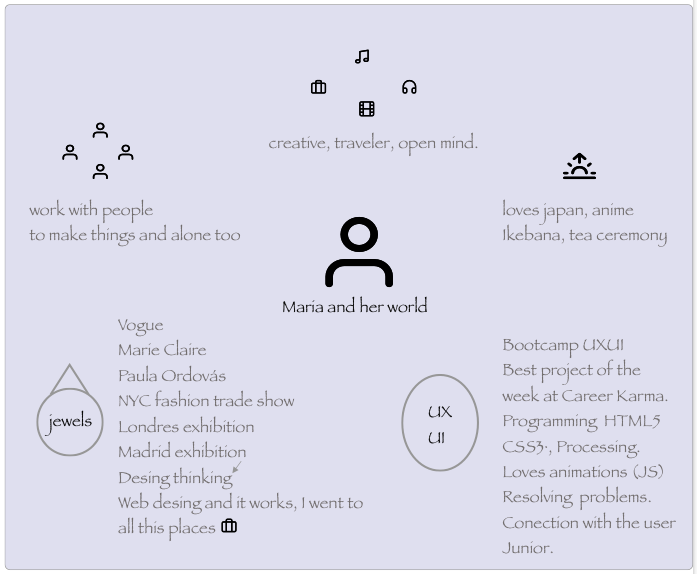 creative, traveler, open mind.
work with people
to make things and alone too
loves japan, anime
Ikebana, tea ceremony
Maria and her world
jewels
Vogue
Marie Claire
Paula Ordovás
NYC fashion trade show
Londres exhibition
Madrid exhibition
Desing thinking
Web desing and it works, I went to
all this places
UX
UI
Bootcamp UXUI
Best project of the
week at Career Karma.
Programming HTML5
CSS3·, Processing.
Loves animations (JS)
Resolving problems.
Conection with the user
Junior.